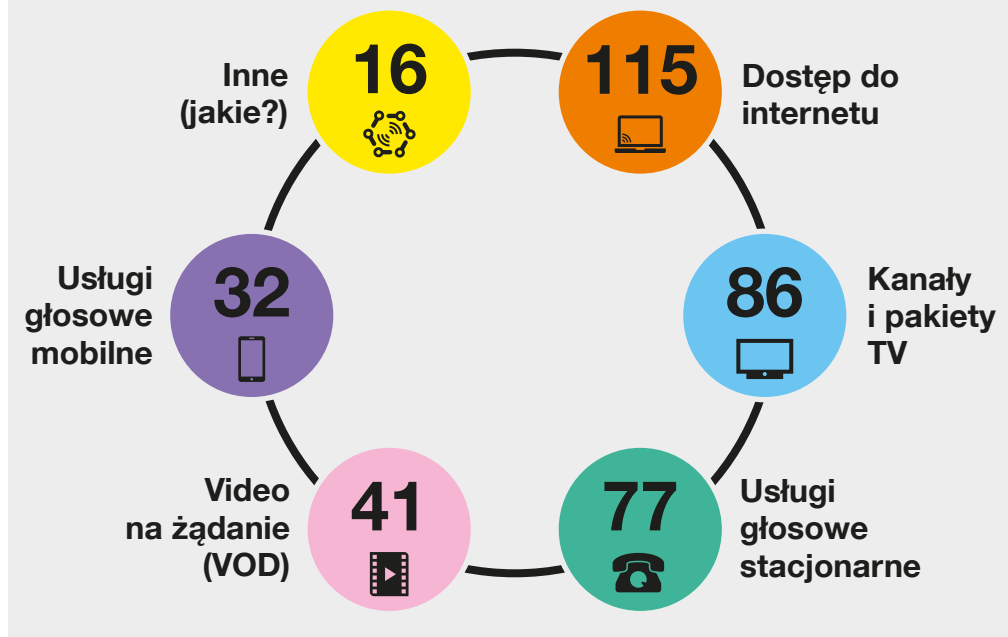 Inne
(jakie?)
16
115
Dostęp do
internetu
Usługi
głosowe
mobilne
32
86
Kanały
i pakiety
TV
Video
na żądanie
(VOD)
41
77
Usługi
głosowe
stacjonarne